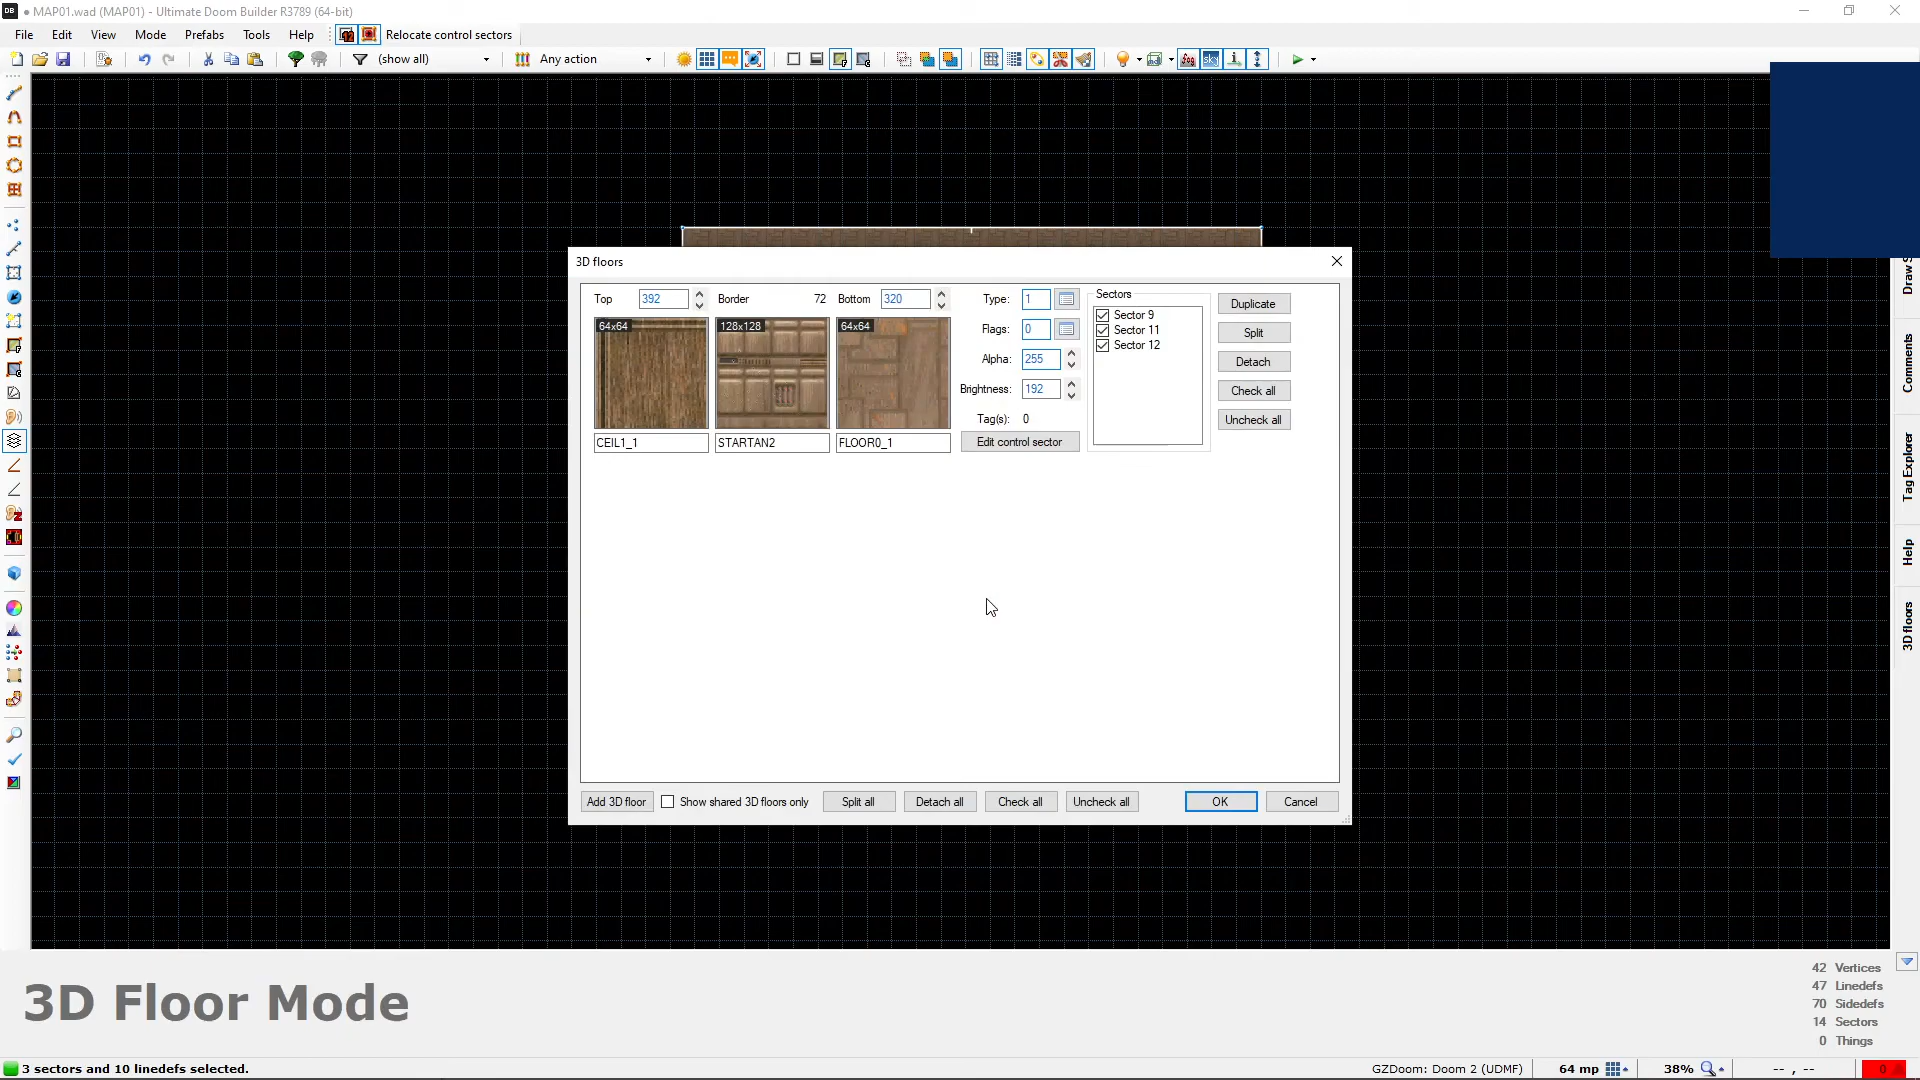 DB ● MAP01.wad (MAP01) - Ultimate Doom Builder R3789 (64-bit)
File Edit View Mode Prefabs Tools Help Relocate control sectors
(show all) Any action
3D floors
Top 392 Border 72 Bottom 320 Type: 1 Sectors
64x64 128x128 64x64
Flags: 0
Alpha: 255
Brightness: 192
Tag(s): 0
CEIL1_1 STARTAN2 FLOOR0_1 Edit control sector
Sector 9
Sector 11
Sector 12
Duplicate
Split
Detach
Check all
Uncheck all
Add 3D floor Show shared 3D floors only Split all Detach all Check all Uncheck all OK Cancel
Comments
Tag Explorer
Help
3D floors
3D Floor Mode
42 Vertices
47 Linedefs
70 Sidedefs
14 Sectors
0 Things
3 sectors and 10 linedefs selected. GZDoom: Doom 2 (UDMF) 64 mp 38% -- , -- 0